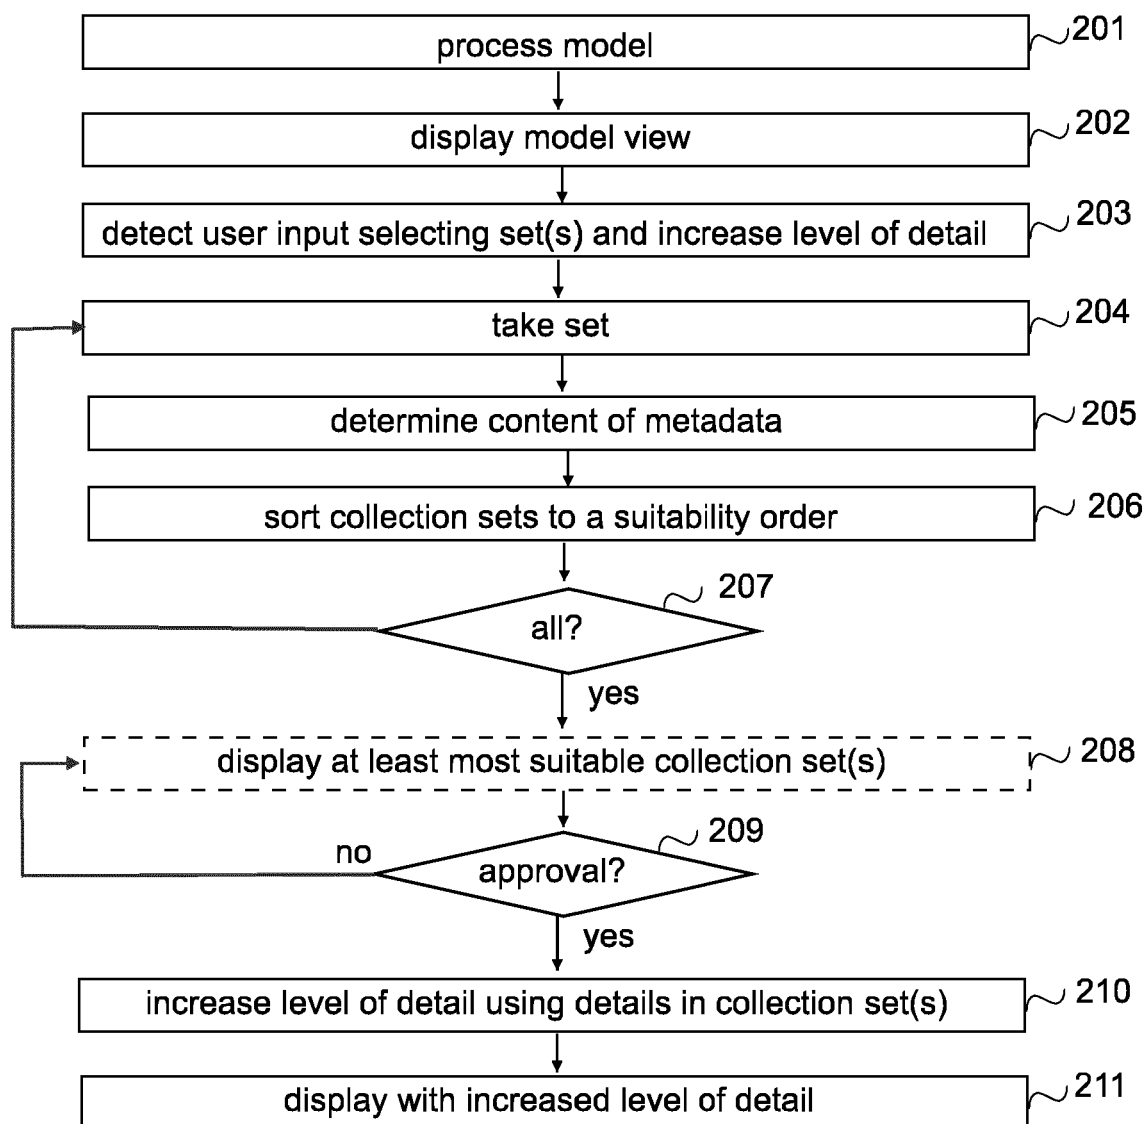 process model 201
display model view 202
detect user input selecting set(s) and increase level of detail 203
take set 204
determine content of metadata 205
sort collection sets to a suitability order 206
all? 207
yes
display at least most suitable collection set(s) 208
approval? 209
no
yes
increase level of detail using details in collection set(s) 210
display with increased level of detail 211